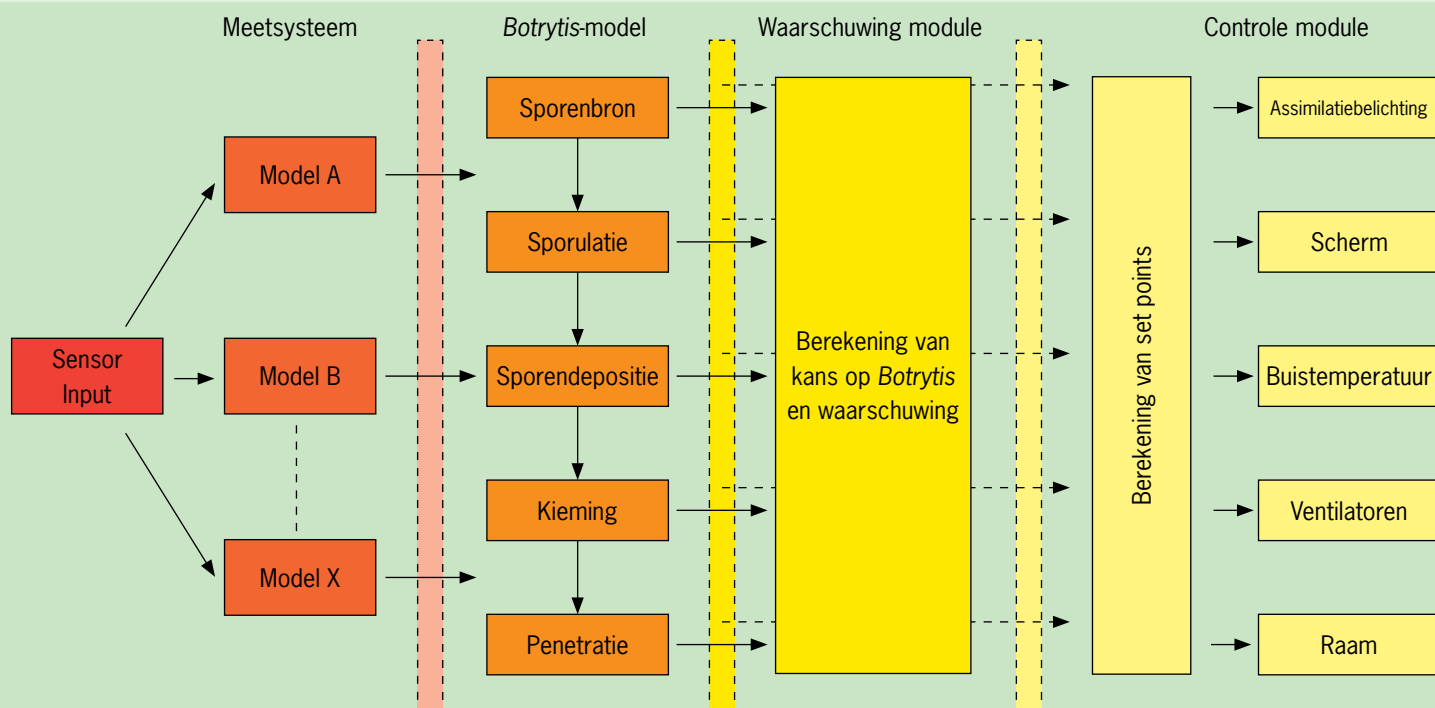 Meetsysteem
Botrytis-model
Waarschuwing module
Controle module
Sensor
Input
Model A
Model B
Model X
Sporenbron
Sporulatie
Sporendepositie
Kieming
Penetratie
Berekening van
kans op Botrytis
en waarschuwing
Berekening van set points
Assimilatiebelichting
Scherm
Buistemperatuur
Ventilatoren
Raam